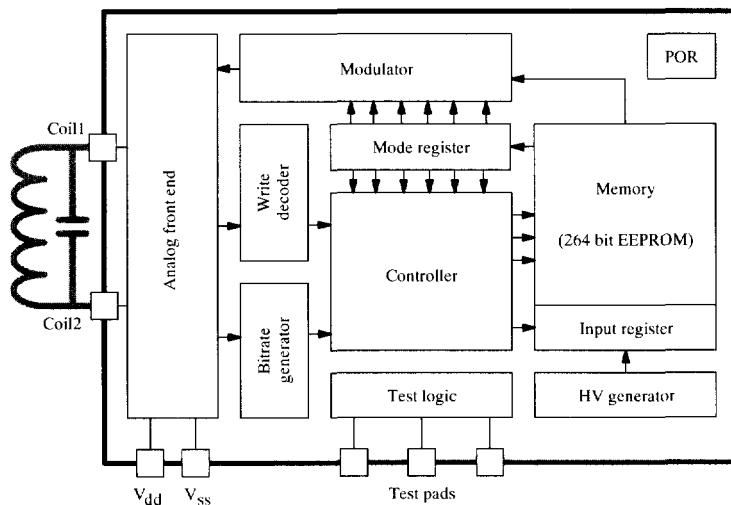 Modulator
POR
Coil1
Mode register
Write
decoder
Memory
(264 bit EEPROM)
Analog front end
Controller
Coil2
Bitrate
generator
Input register
Test logic
HV generator
Vdd
Vss
Test pads